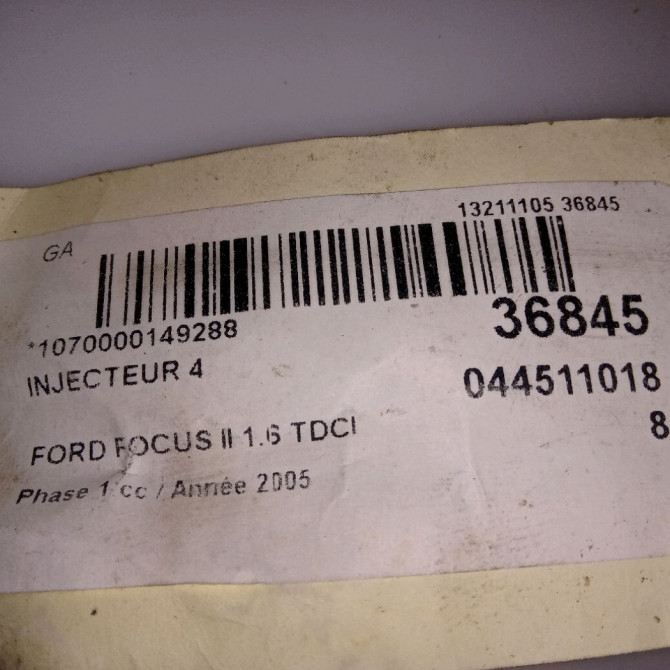 13211105 36845
GA
*1070000149288
36845
INJECTEUR 4
044511018
8
FORD FOCUS II 1.6 TDCI
Phase 1 cc / Année 2005